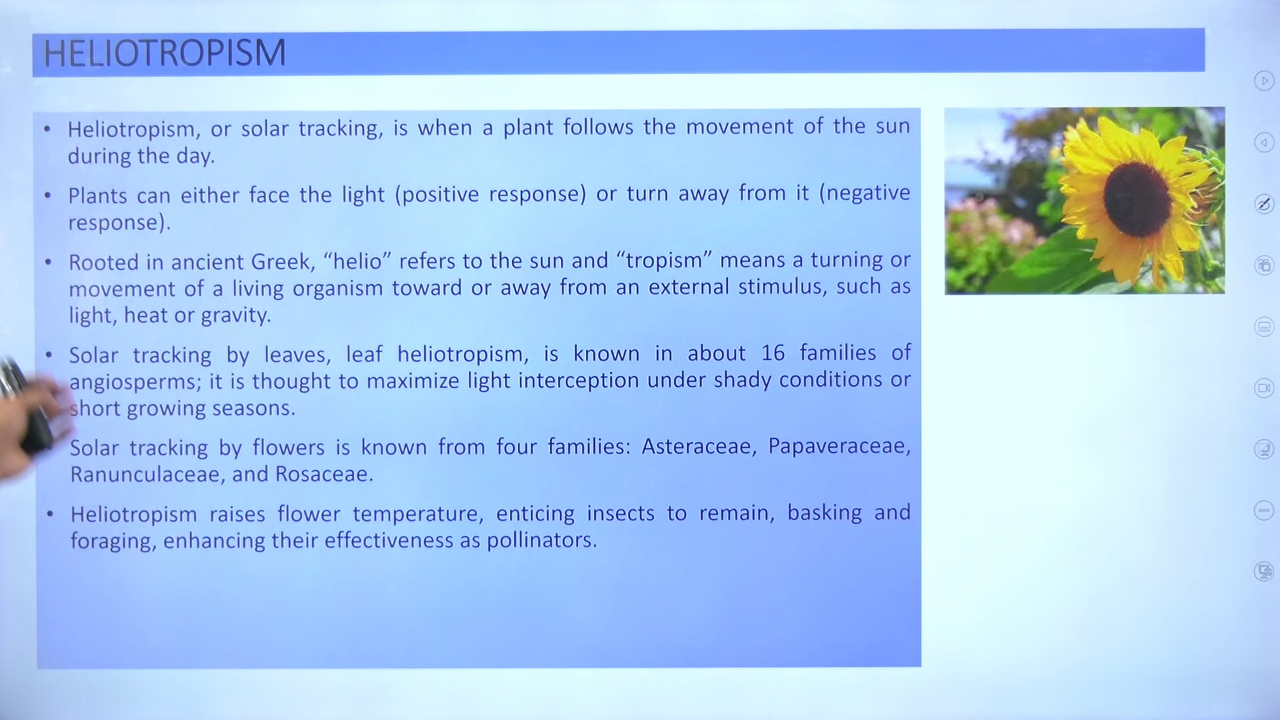 HELIOTROPISM
• Heliotropism, or solar tracking, is when a plant follows the movement of the sun
during the day.
• Plants can either face the light (positive response) or turn away from it (negative
response).
• Rooted in ancient Greek, “helio” refers to the sun and “tropism” means a turning or
movement of a living organism toward or away from an external stimulus, such as
light, heat or gravity.
• Solar tracking by leaves, leaf heliotropism, is known in about 16 families of
angiosperms; it is thought to maximize light interception under shady conditions or
short growing seasons.
Solar tracking by flowers is known from four families: Asteraceae, Papaveraceae,
Ranunculaceae, and Rosaceae.
• Heliotropism raises flower temperature, enticing insects to remain, basking and
foraging, enhancing their effectiveness as pollinators.